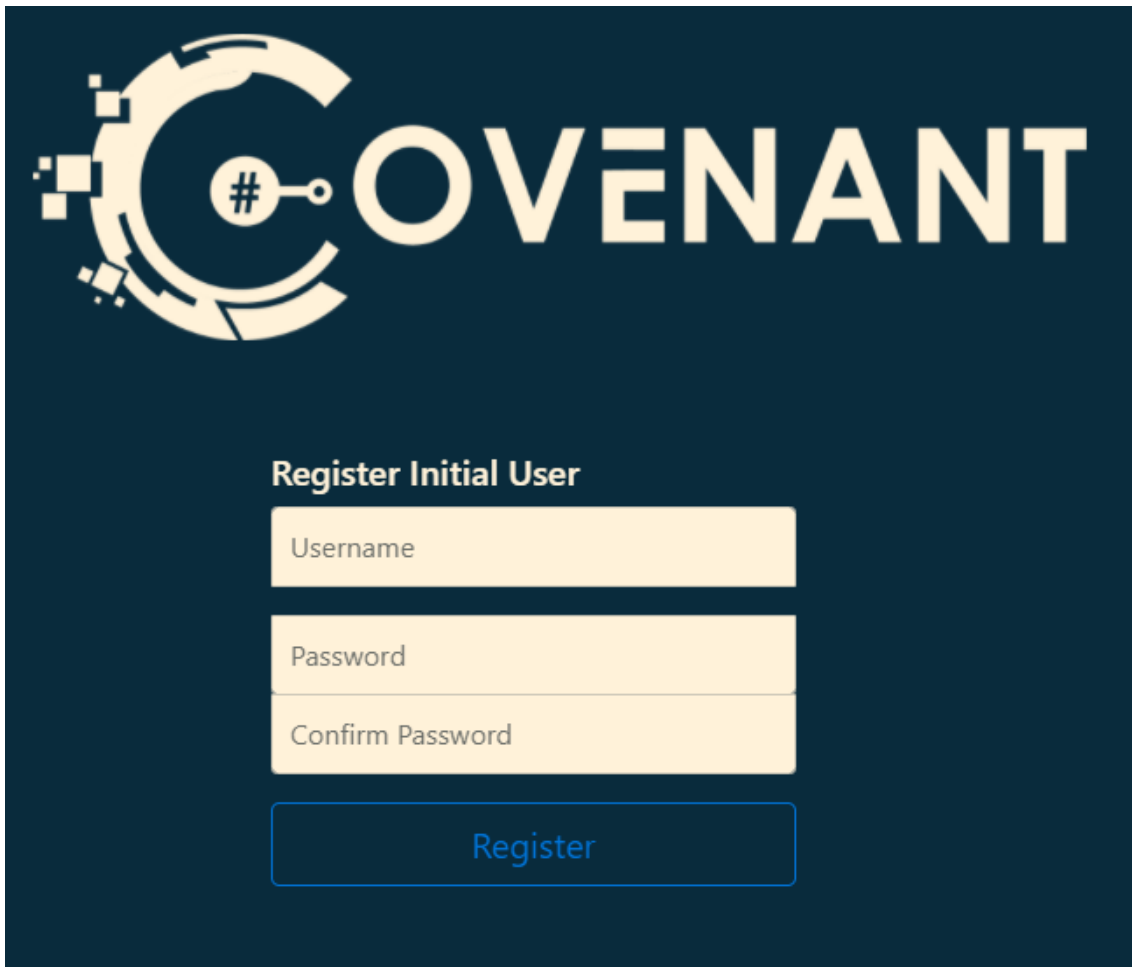 # COVENANT
Register Initial User
Username
Password
Confirm Password
Register